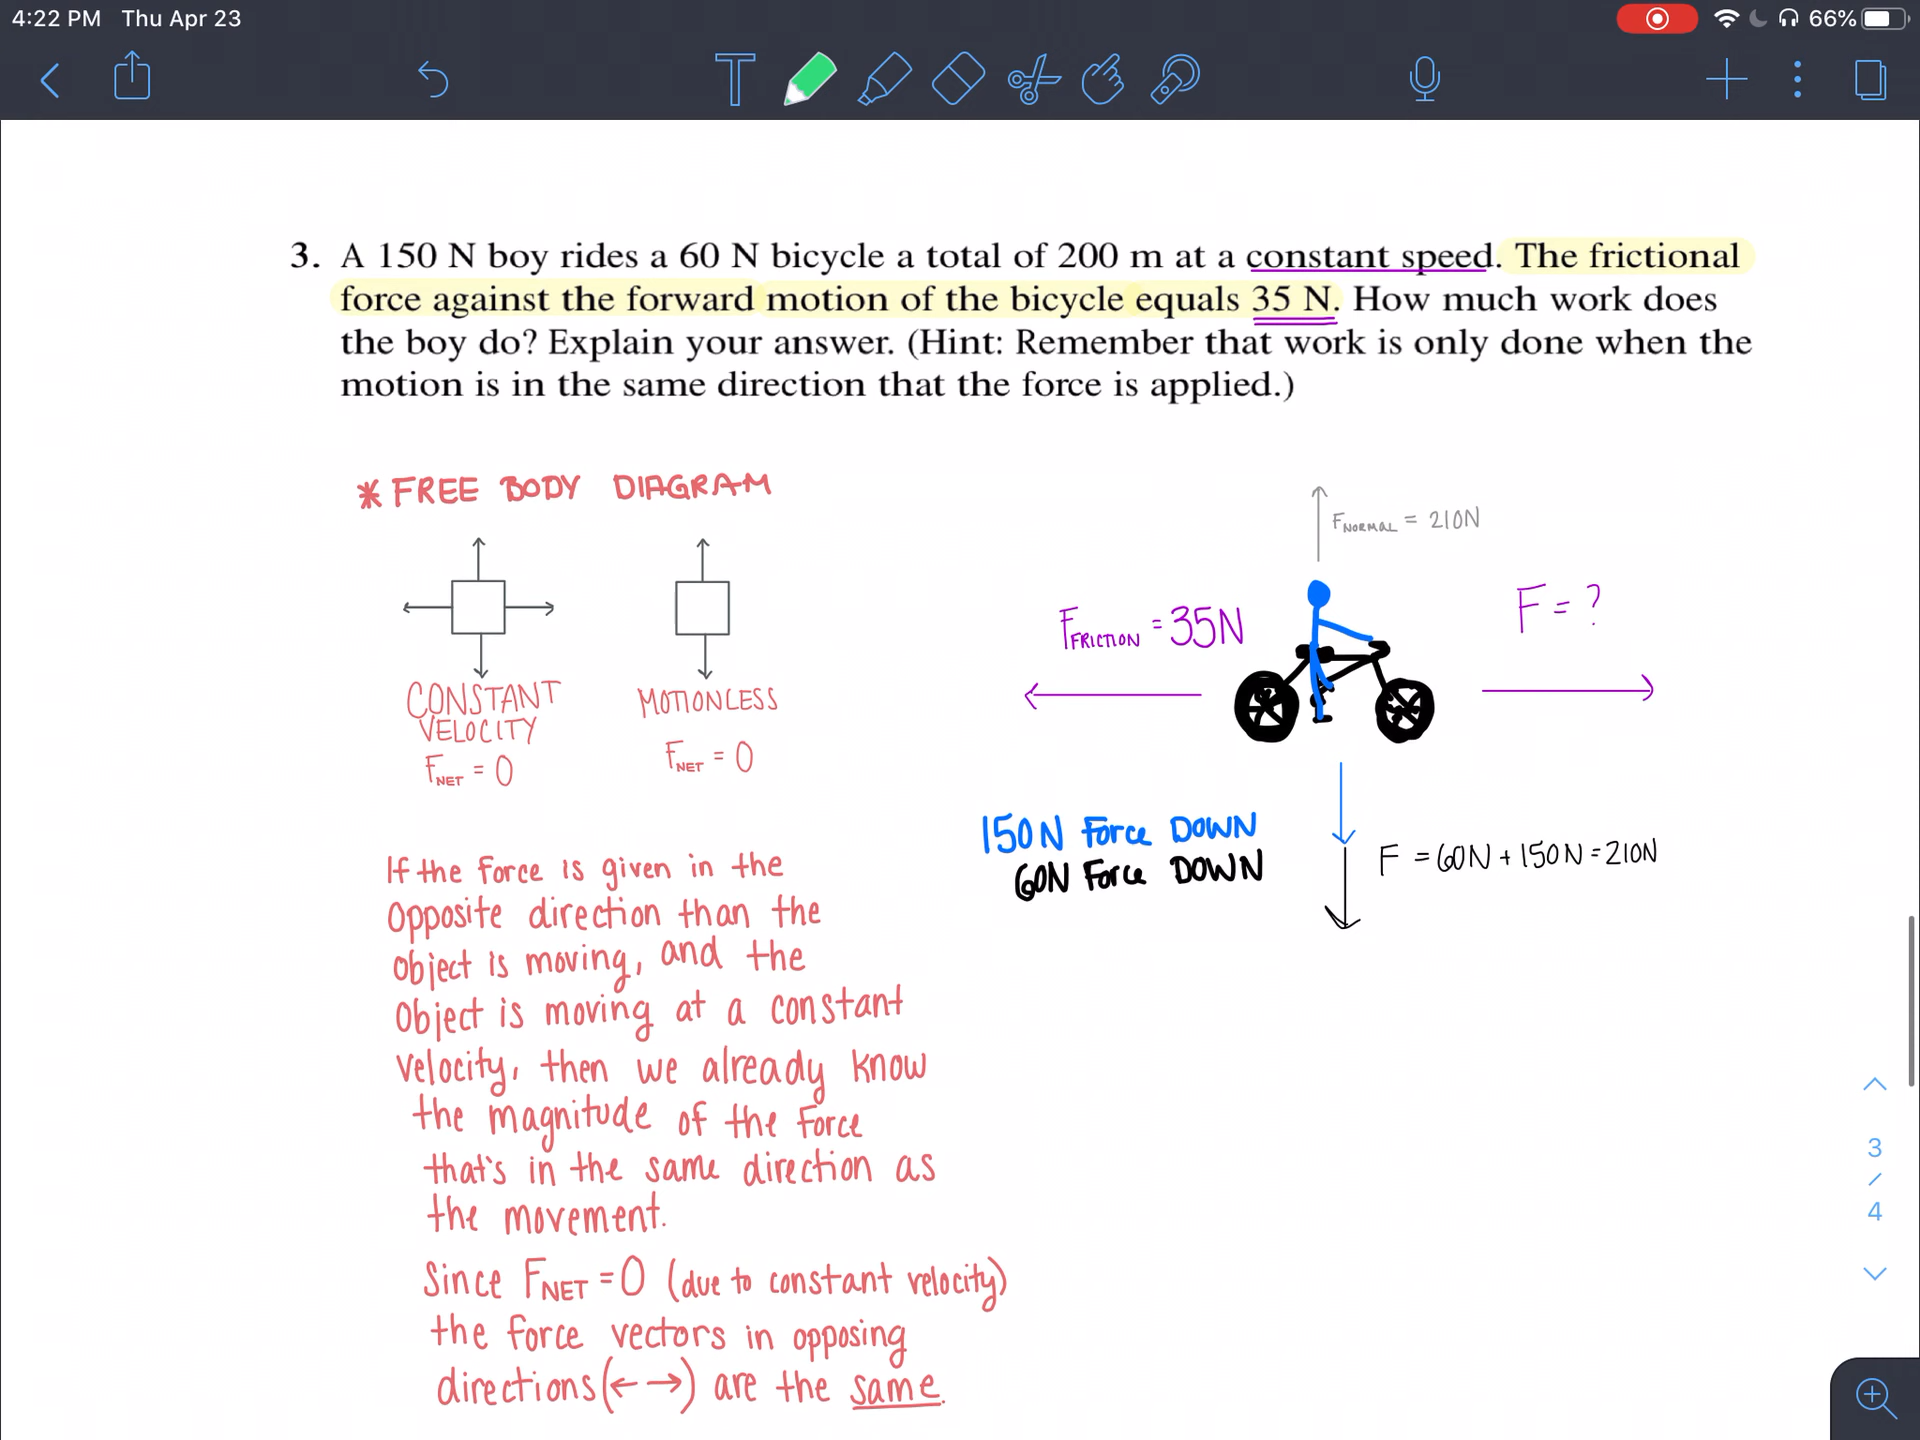 4:22 PM Thu Apr 23
66%
3. A 150 N boy rides a 60 N bicycle a total of 200 m at a constant speed. The frictional
force against the forward motion of the bicycle equals 35 N. How much work does
the boy do? Explain your answer. (Hint: Remember that work is only done when the
motion is in the same direction that the force is applied.)
* FREE BODY DIAGRAM
CONSTANT
VELOCITY
F NET = 0
MOTIONLESS
F NET = 0
F NORMAL = 210N
F FRICTION = 35N
F = ?
150N Force DOWN
60N Force DOWN
F = 60N + 150N = 210N
If the Force is given in the
opposite direction than the
object is moving, and the
object is moving at a constant
velocity, then we already know
the magnitude of the force
that's in the same direction as
the movement.
Since F NET = 0 (due to constant velocity)
the force vectors in opposing
directions (← →) are the same.
3
/
4